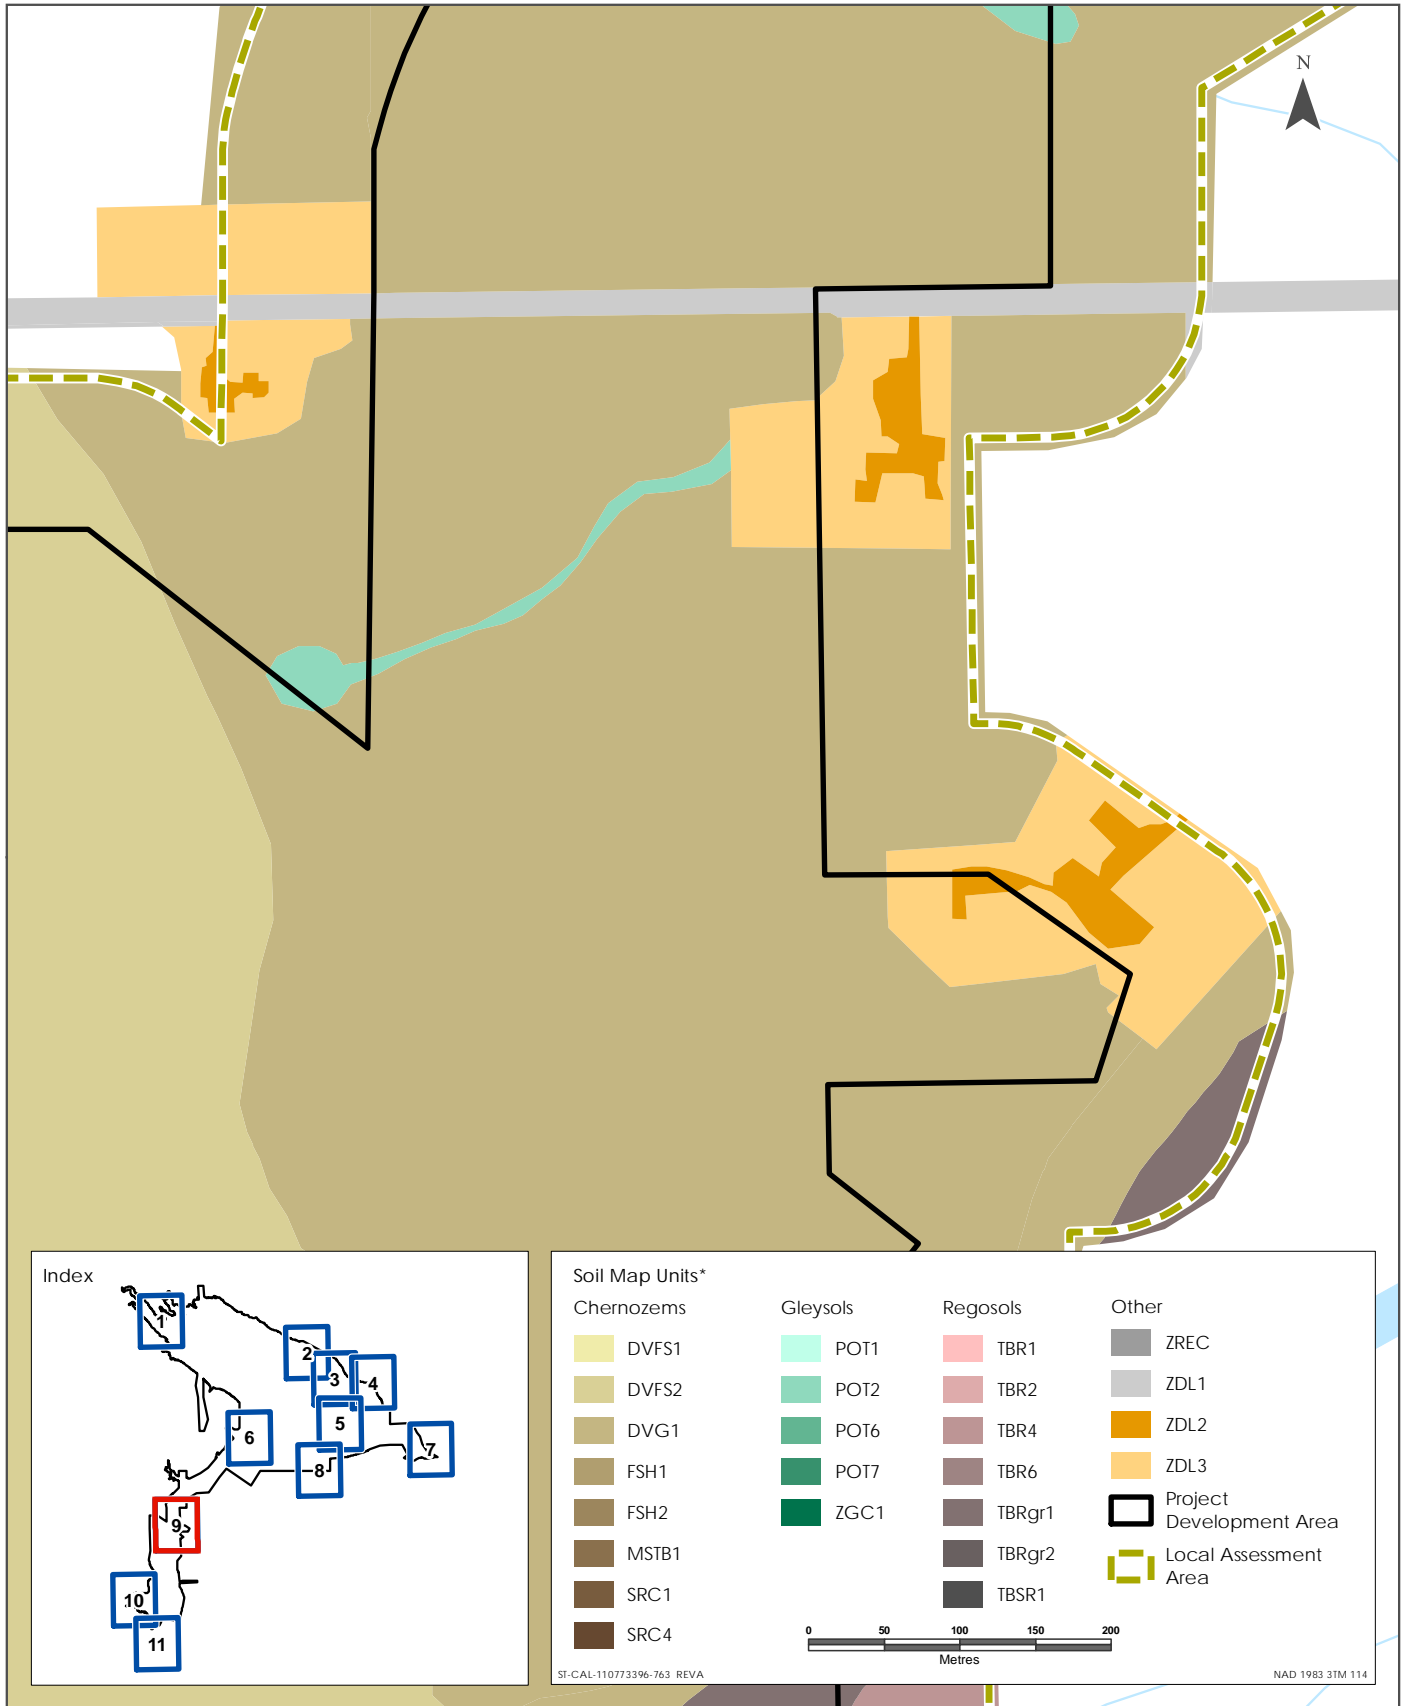 N
Index
1
2
3
4
5
6
7
8
9
10
11
Soil Map Units*
Chernozems
DVFS1
DVFS2
DVG1
FSH1
FSH2
MSTB1
SRC1
SRC4
Gleysols
POT1
POT2
POT6
POT7
ZGC1
Regosols
TBR1
TBR2
TBR4
TBR6
TBRgr1
TBRgr2
TBSR1
Other
ZREC
ZDL1
ZDL2
ZDL3
Project
Development Area
Local Assessment
Area
0 50 100 150 200
Metres
ST-CAL-110773396-763 REVA
NAD 1983 3TM 114